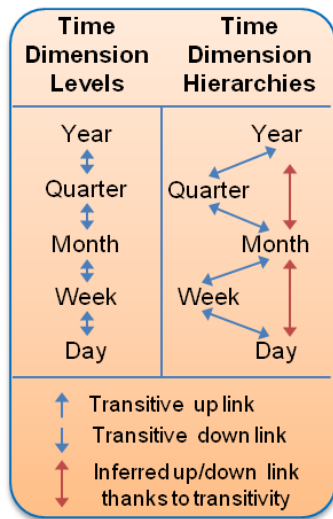 Time Dimension Levels
Time Dimension Hierarchies
Year
Quarter
Month
Week
Day
Year
Quarter
Month
Week
Day
Transitive up link
Transitive down link
Inferred up/down link
thanks to transitivity